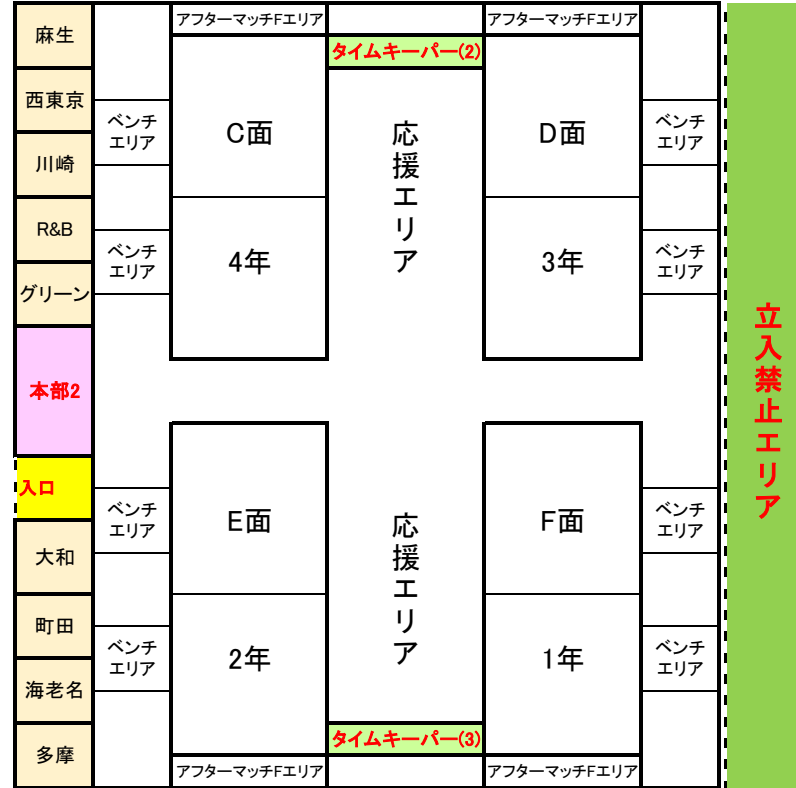 麻生
アフターマッチFエリア
アフターマッチFエリア
タイムキーパー(2)
西東京
ベンチ
エリア
C面
応援エリア
D面
ベンチ
エリア
川崎
R&B
ベンチ
エリア
4年
3年
ベンチ
エリア
グリーン
本部2
立入禁止エリア
入口
ベンチ
エリア
E面
応援エリア
F面
ベンチ
エリア
大和
町田
ベンチ
エリア
2年
1年
ベンチ
エリア
海老名
タイムキーパー(3)
多摩
アフターマッチFエリア
アフターマッチFエリア